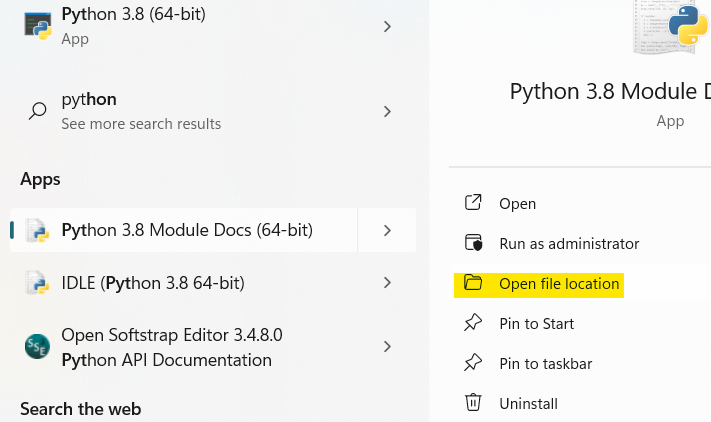 Python 3.8 (64-bit)
App
python
See more search results
Apps
Python 3.8 Module Docs (64-bit)
IDLE (Python 3.8 64-bit)
Open Softstrap Editor 3.4.8.0
Python API Documentation
Search the web
Python 3.8 Module D
App
Open
Run as administrator
Open file location
Pin to Start
Pin to taskbar
Uninstall